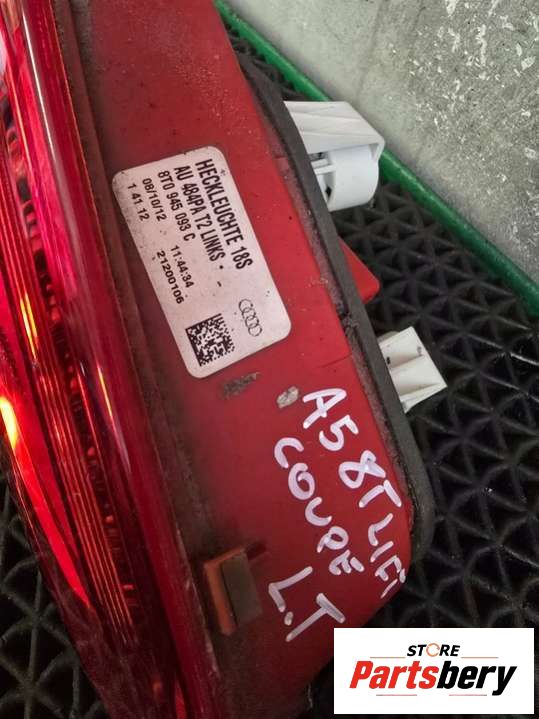 HECKLEUCHTE 18S
AU 484PA T2 LINKS •
8T0 945 093 C
08/10/12 11:44:34
1 41.12 21200106
A5 8T LIFT
COUPE
L.T
STORE
Partsbery